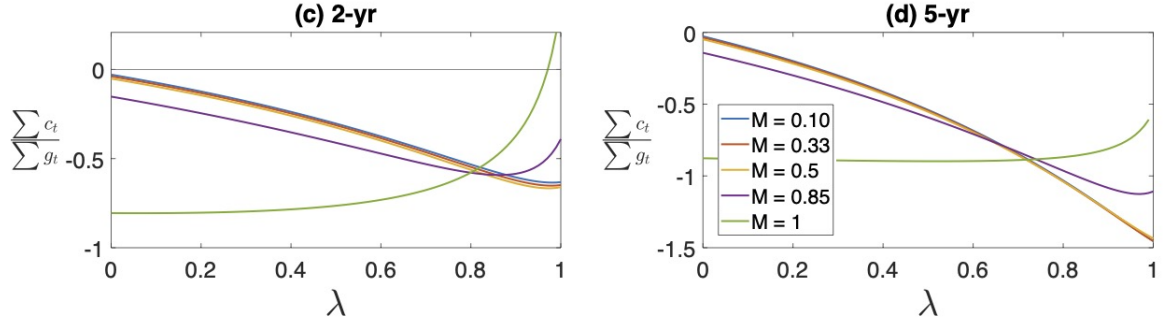 (c) 2-yr
0
-0.5
-1
∑ c_t
∑ g_t
0 0.2 0.4 0.6 0.8 1
λ
(d) 5-yr
0
-0.5
-1
-1.5
∑ c_t
∑ g_t
M = 0.10
M = 0.33
M = 0.5
M = 0.85
M = 1
0 0.2 0.4 0.6 0.8 1
λ